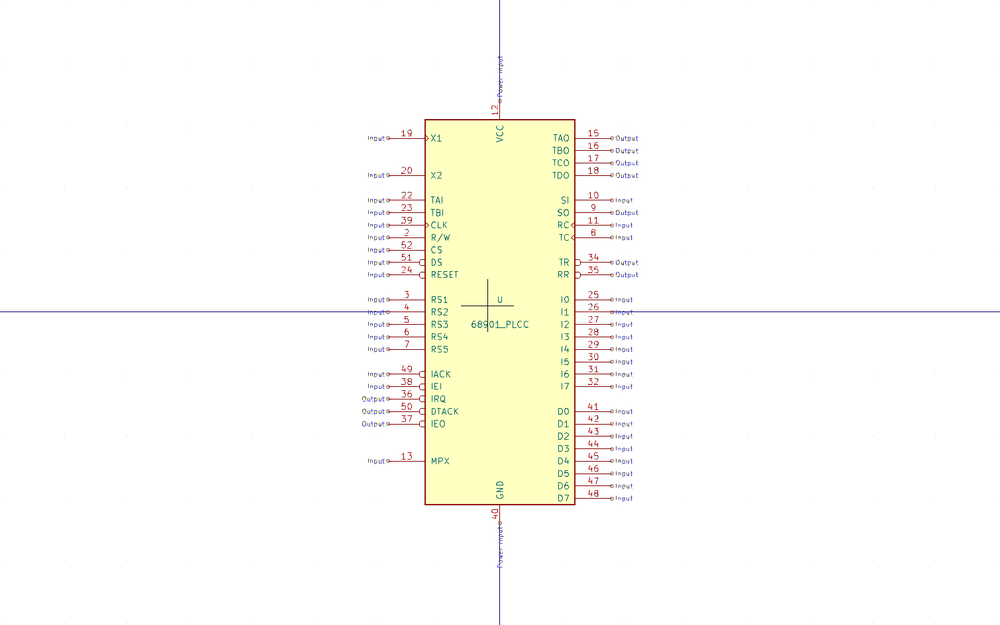 Power Input
12
VCC
Input 19 X1
Input 20 X2
Input 22 TAI
Input 23 TBI
Input 39 CLK
Input 2 R/W
Input 52 CS
Input 51 DS
Input 24 RESET
Input 3 RS1
Input 4 RS2
Input 5 RS3
Input 6 RS4
Input 7 RS5
Input 49 IACK
Input 38 IEI
Output 36 IRQ
Output 50 DTACK
Output 37 IEO
Input 13 MPX
U
68901_PLCC
TAO 15 Output
TBO 16 Output
TCO 17 Output
TDO 18 Output
SI 10 Input
SO 9 Output
RC 11 Input
TC 8 Input
TR 34 Output
RR 35 Output
I0 25 Input
I1 26 Input
I2 27 Input
I3 28 Input
I4 29 Input
I5 30 Input
I6 31 Input
I7 32 Input
D0 41 Input
D1 42 Input
D2 43 Input
D3 44 Input
D4 45 Input
D5 46 Input
D6 47 Input
D7 48 Input
GND
40
Power Input